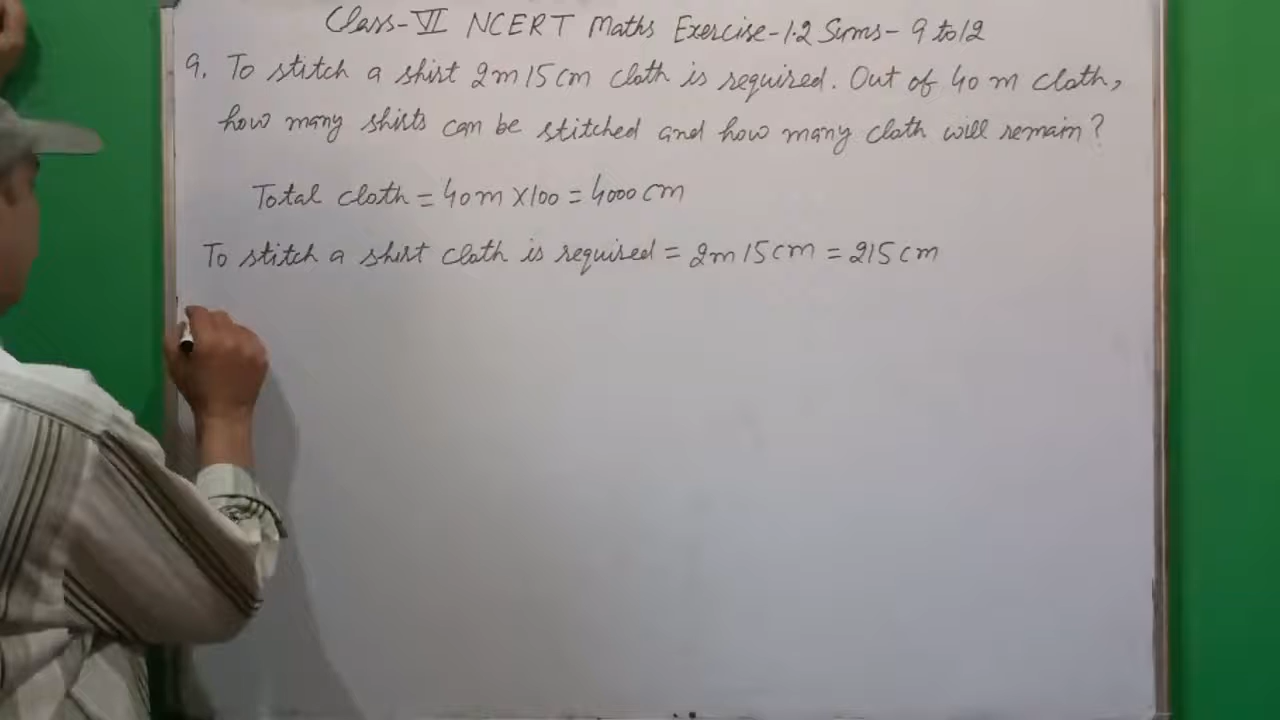 Class-VI NCERT Maths Exercise-1.2 Sums- 9 to 12
9. To stitch a shirt 2m 15cm cloth is required. Out of 40 m cloth,
how many shirts can be stitched and how many cloth will remain?
Total cloth = 40m ×100 = 4000 cm
To stitch a shirt cloth is required = 2m 15cm = 215 cm